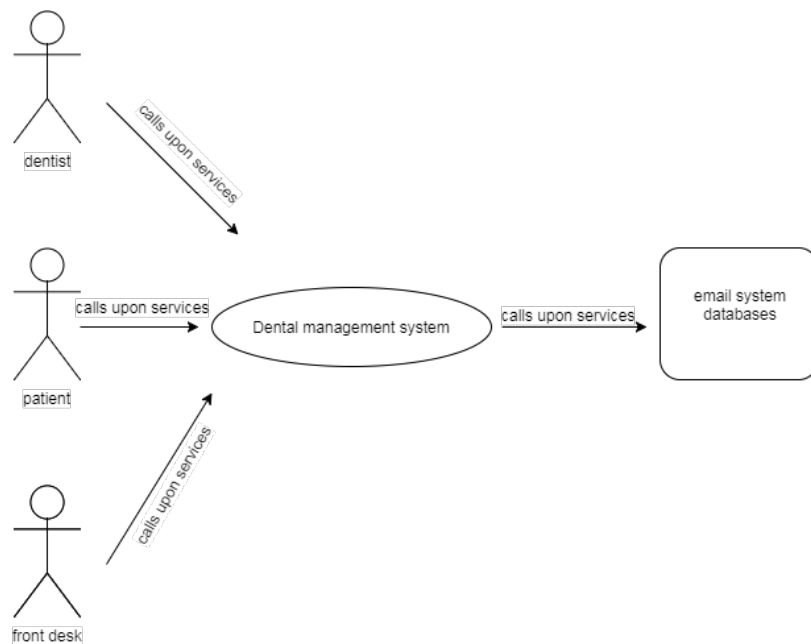 calls upon services
dentist
calls upon services
patient
Dental management system
calls upon services
email system
databases
calls upon services
front desk